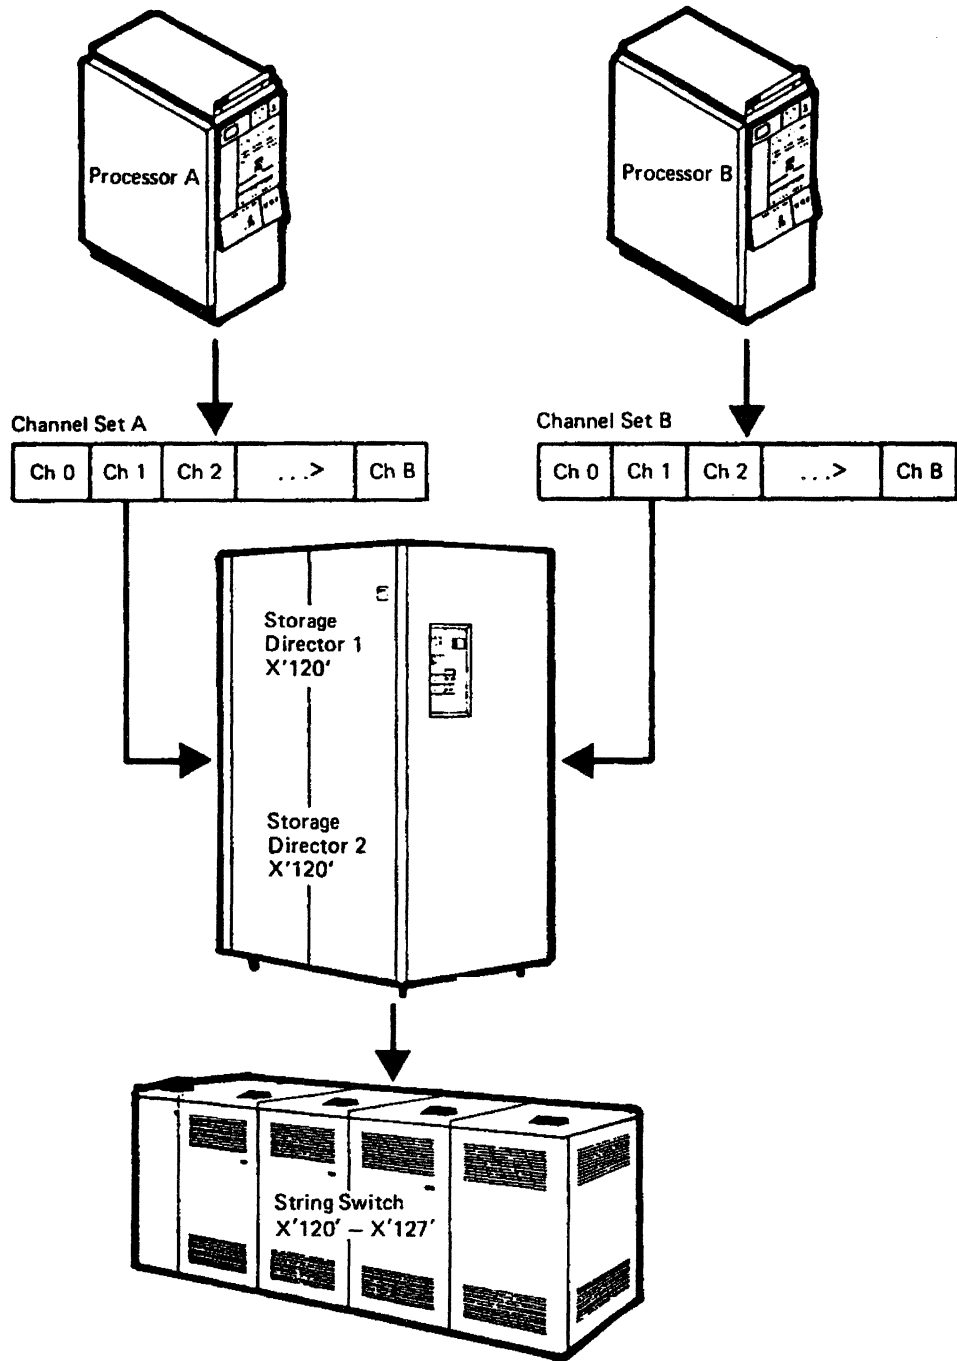 Processor A
Processor B
Channel Set A
Ch 0 Ch 1 Ch 2 ...> Ch B
Channel Set B
Ch 0 Ch 1 Ch 2 ...> Ch B
Storage
Director 1
X'120'
Storage
Director 2
X'120'
String Switch
X'120' – X'127'